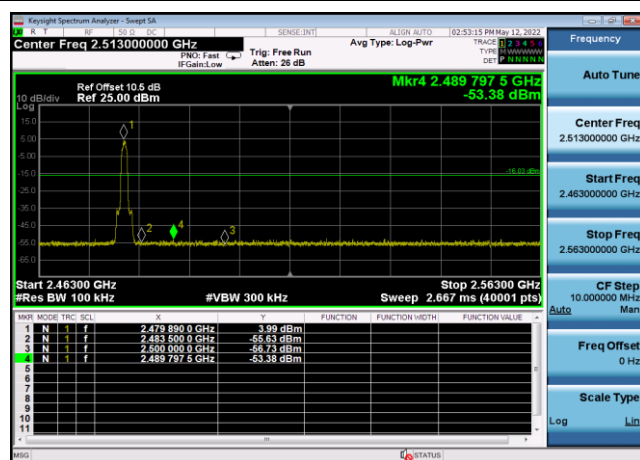 Keysight Spectrum Analyzer - Swept SA
R T RF 50 Ω DC SENSE:INT ALIGN AUTO 02:53:15 PM May 12, 2022
Center Freq 2.513000000 GHz
PNO: Fast
IFGain:Low
Trig: Free Run
Atten: 26 dB
Avg Type: Log-Pwr
TRACE 1 2 3 4 5 6
TYPE M W W W W W
DET P N N N N N
Ref Offset 10.5 dB
Ref 25.00 dBm
Mkr4 2.489 797 5 GHz
-53.38 dBm
10 dB/div
Log
15.0
5.00
-5.00
-15.0
-25.0
-35.0
-45.0
-55.0
-65.0
1
2
4
3
-16.03 dBm
Start 2.46300 GHz
Stop 2.56300 GHz
#Res BW 100 kHz #VBW 300 kHz Sweep 2.667 ms (40001 pts)
MKR MODE TRC SCL X Y FUNCTION FUNCTION WIDTH FUNCTION VALUE
1 N 1 f 2.479 890 0 GHz 3.99 dBm
2 N 1 f 2.483 500 0 GHz -55.63 dBm
3 N 1 f 2.500 000 0 GHz -56.73 dBm
4 N 1 f 2.489 797 5 GHz -53.38 dBm
5
6
7
8
9
10
11
MSG STATUS
Frequency
Auto Tune
Center Freq
2.513000000 GHz
Start Freq
2.463000000 GHz
Stop Freq
2.563000000 GHz
CF Step
10.000000 MHz
Auto Man
Freq Offset
0 Hz
Scale Type
Log Lin